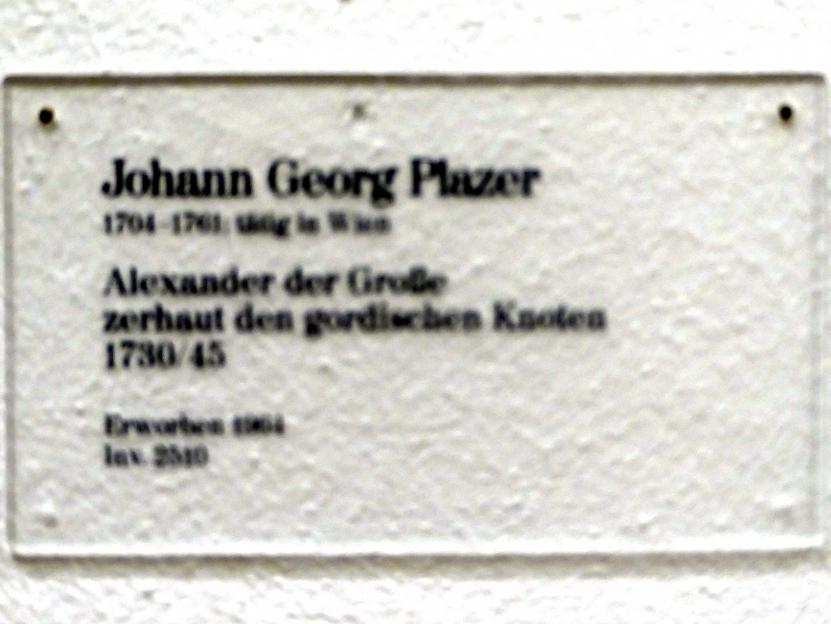 Johann Georg Plazer
1704-1761; tätig in Wien
Alexander der Große
zerhaut den gordischen Knoten
1730/45
Erworben 1964
Inv. 2510